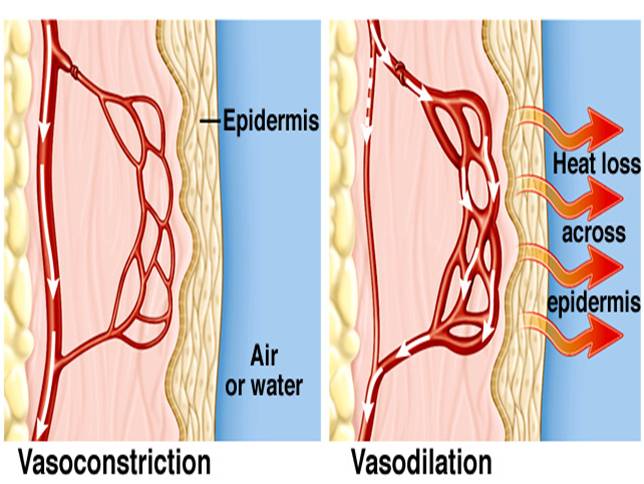 Epidermis
Air
or water
Vasoconstriction
Heat loss
across
epidermis
Vasodilation